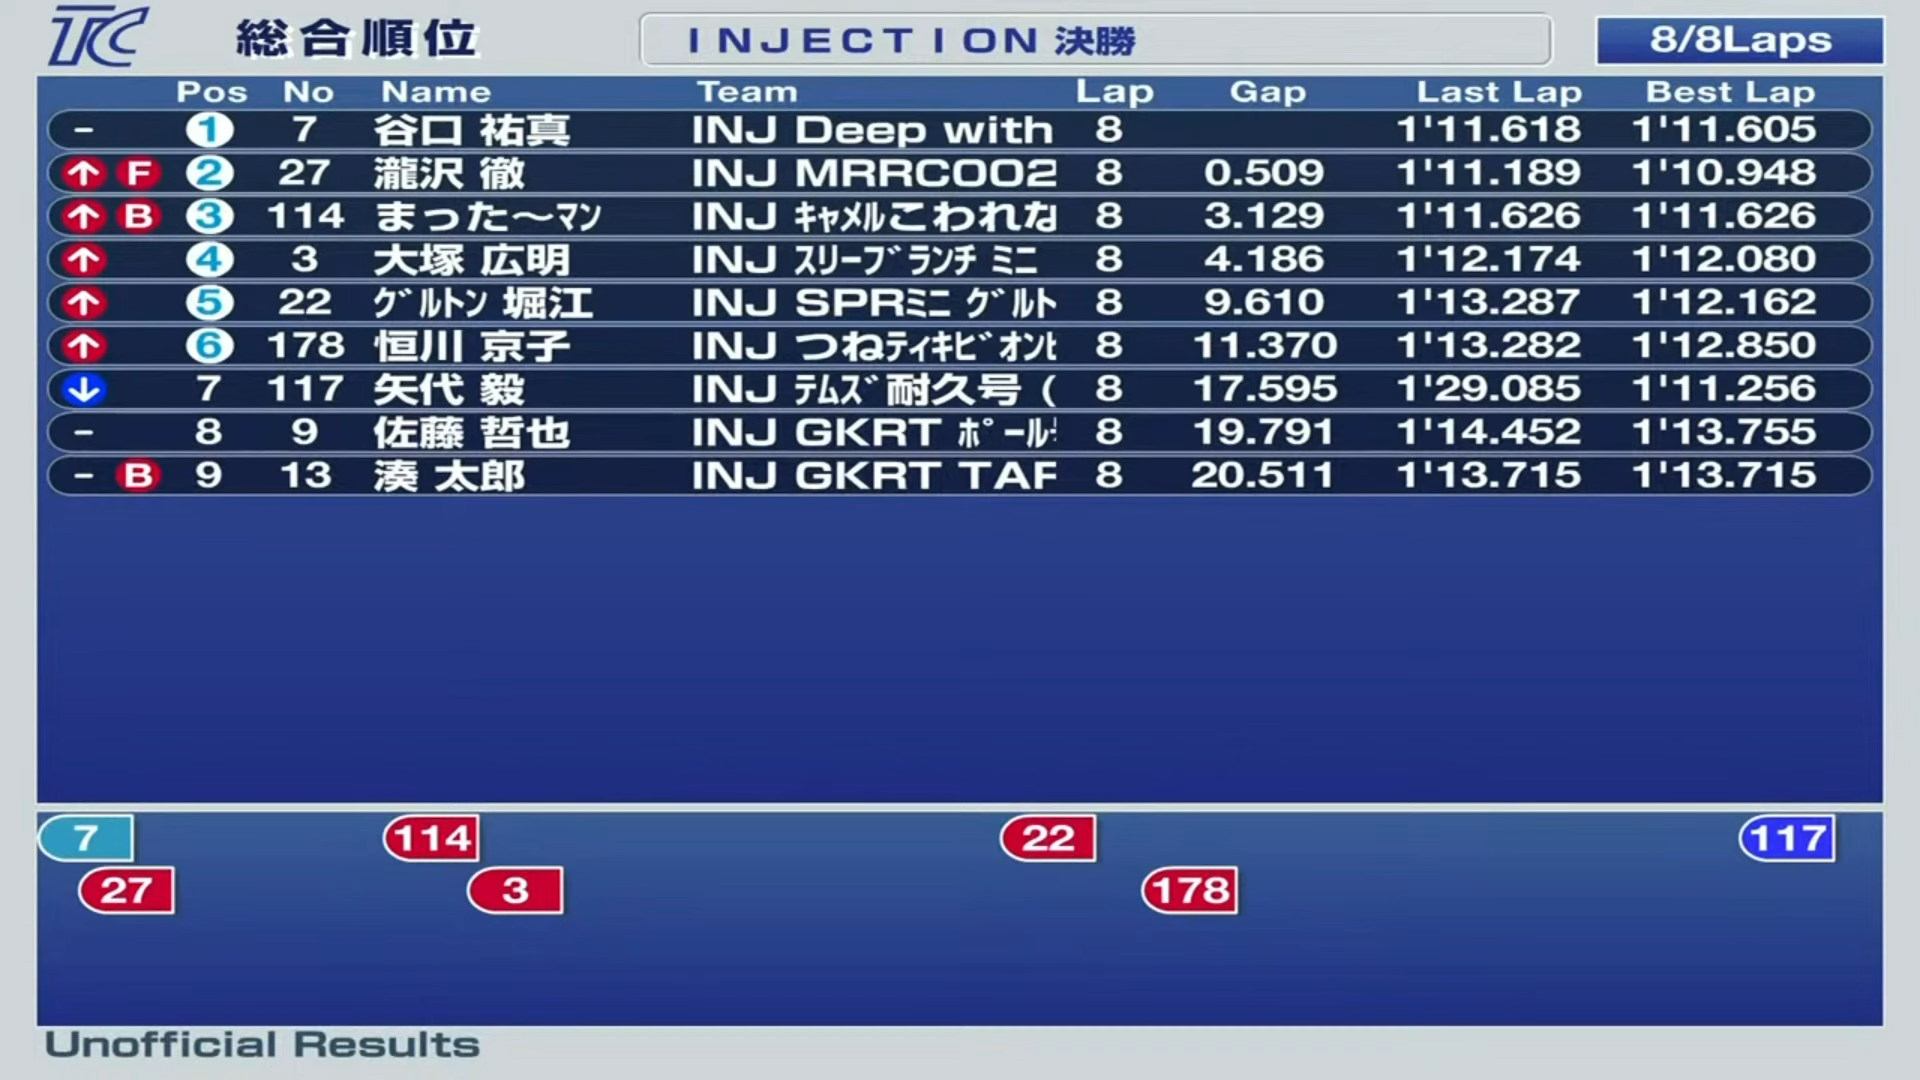 TC 総合順位 INJECTION 決勝 8/8Laps
Pos No Name Team Lap Gap Last Lap Best Lap
- 1 7 谷口 祐真 INJ Deep with 8 1'11.618 1'11.605
↑ F 2 27 瀧沢 徹 INJ MRRC002 8 0.509 1'11.189 1'10.948
↑ B 3 114 まった〜マン INJ キャメルこわれな 8 3.129 1'11.626 1'11.626
↑ 4 3 大塚 広明 INJ スリーブランチ ミニ 8 4.186 1'12.174 1'12.080
↑ 5 22 グルトン 堀江 INJ SPRミニ グルト 8 9.610 1'13.287 1'12.162
↑ 6 178 恒川 京子 INJ つねティキビオンヒ 8 11.370 1'13.282 1'12.850
↓ 7 117 矢代 毅 INJ テムズ耐久号 ( 8 17.595 1'29.085 1'11.256
- 8 9 佐藤 哲也 INJ GKRT ポール 8 19.791 1'14.452 1'13.755
- B 9 13 湊 太郎 INJ GKRT TAR 8 20.511 1'13.715 1'13.715
7 114 22 117
27 3 178
Unofficial Results